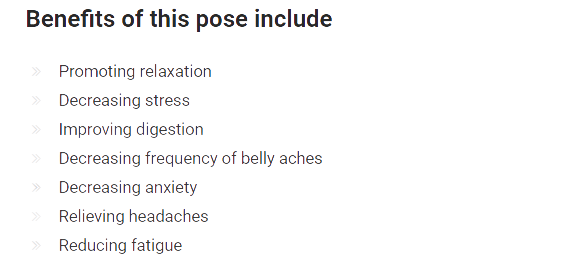 Benefits of this pose include
Promoting relaxation
Decreasing stress
Improving digestion
Decreasing frequency of belly aches
Decreasing anxiety
Relieving headaches
Reducing fatigue